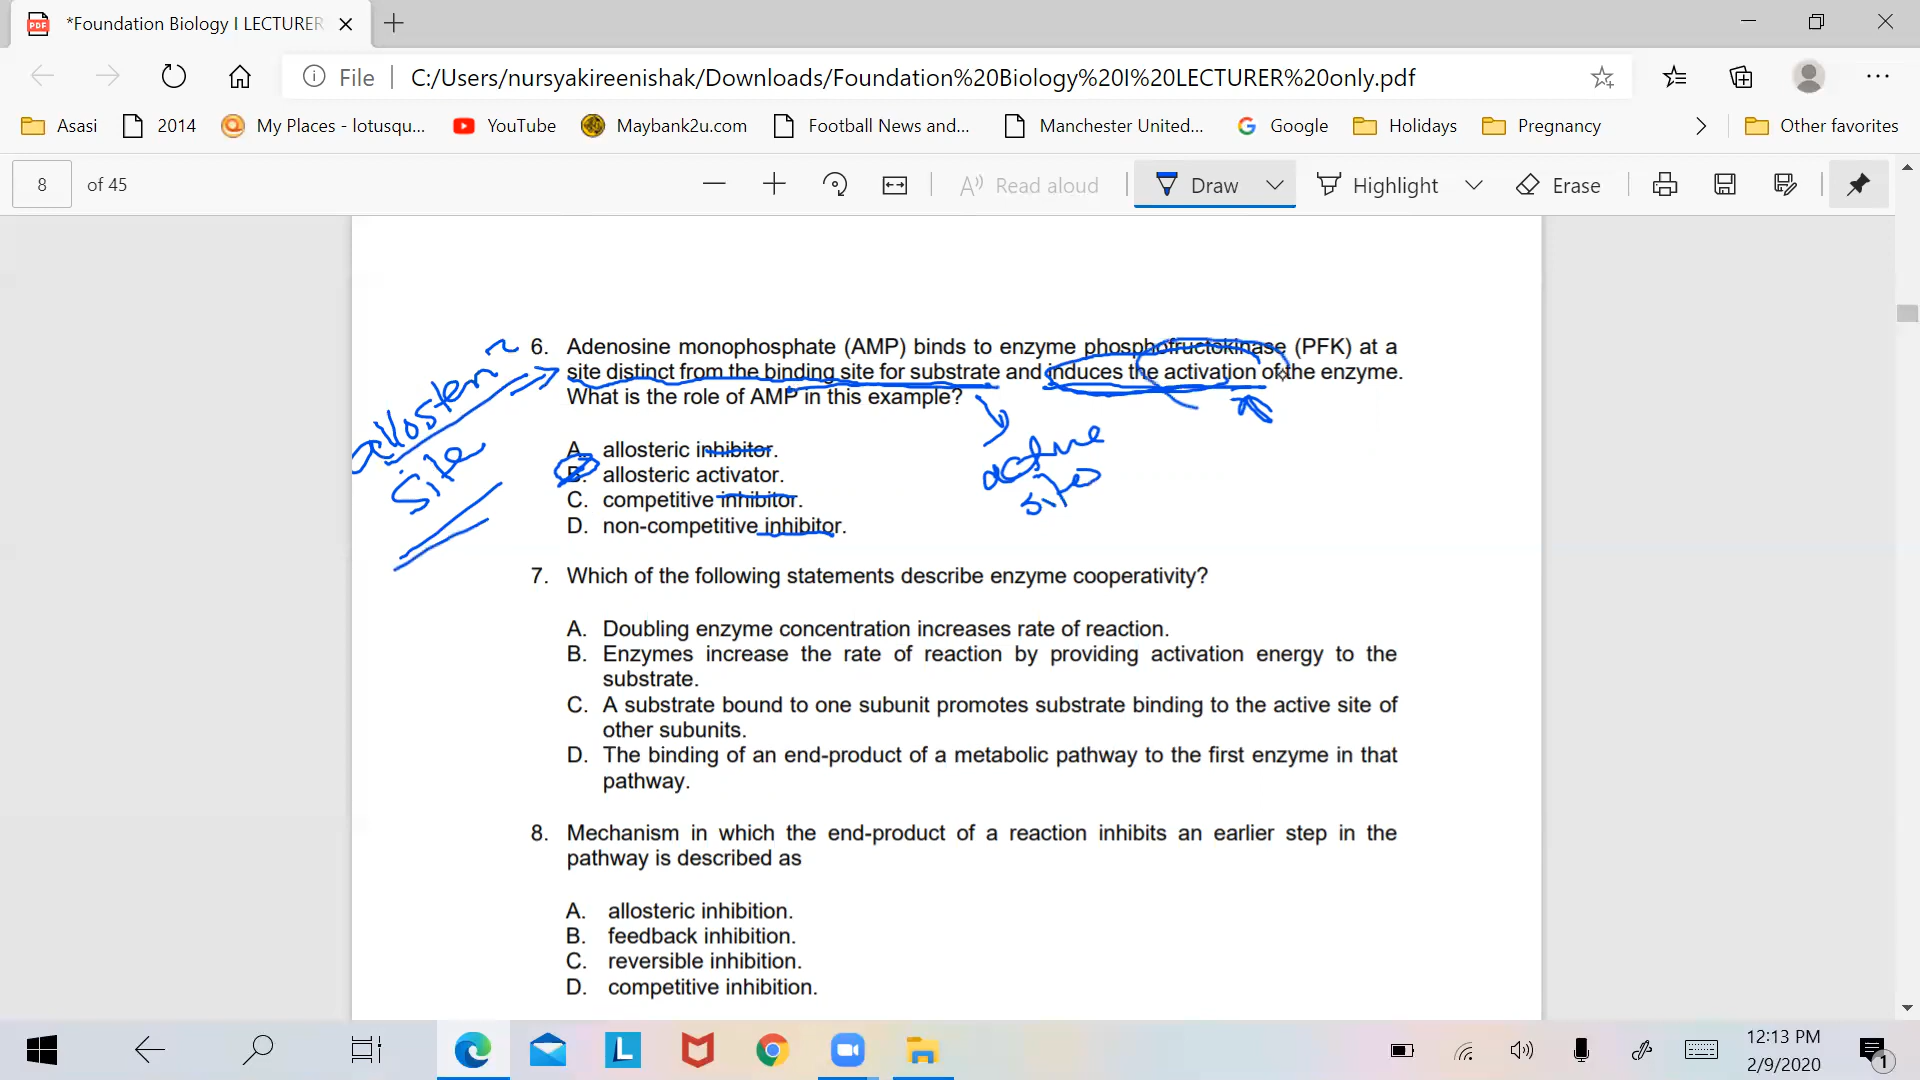 *Foundation Biology I LECTURER
File
C:/Users/nursyakireenishak/Downloads/Foundation%20Biology%20I%20LECTURER%20only.pdf
Asasi
2014
My Places - lotusqu...
YouTube
Maybank2u.com
Football News and...
Manchester United...
Google
Holidays
Pregnancy
Other favorites
8 of 45
Read aloud
Draw
Highlight
Erase
6. Adenosine monophosphate (AMP) binds to enzyme phosphofructokinase (PFK) at a
site distinct from the binding site for substrate and induces the activation of the enzyme.
What is the role of AMP in this example?
A. allosteric inhibitor.
B. allosteric activator.
C. competitive inhibitor.
D. non-competitive inhibitor.
site
active
7. Which of the following statements describe enzyme cooperativity?
A. Doubling enzyme concentration increases rate of reaction.
B. Enzymes increase the rate of reaction by providing activation energy to the
substrate.
C. A substrate bound to one subunit promotes substrate binding to the active site of
other subunits.
D. The binding of an end-product of a metabolic pathway to the first enzyme in that
pathway.
8. Mechanism in which the end-product of a reaction inhibits an earlier step in the
pathway is described as
A. allosteric inhibition.
B. feedback inhibition.
C. reversible inhibition.
D. competitive inhibition.
12:13 PM
2/9/2020
1